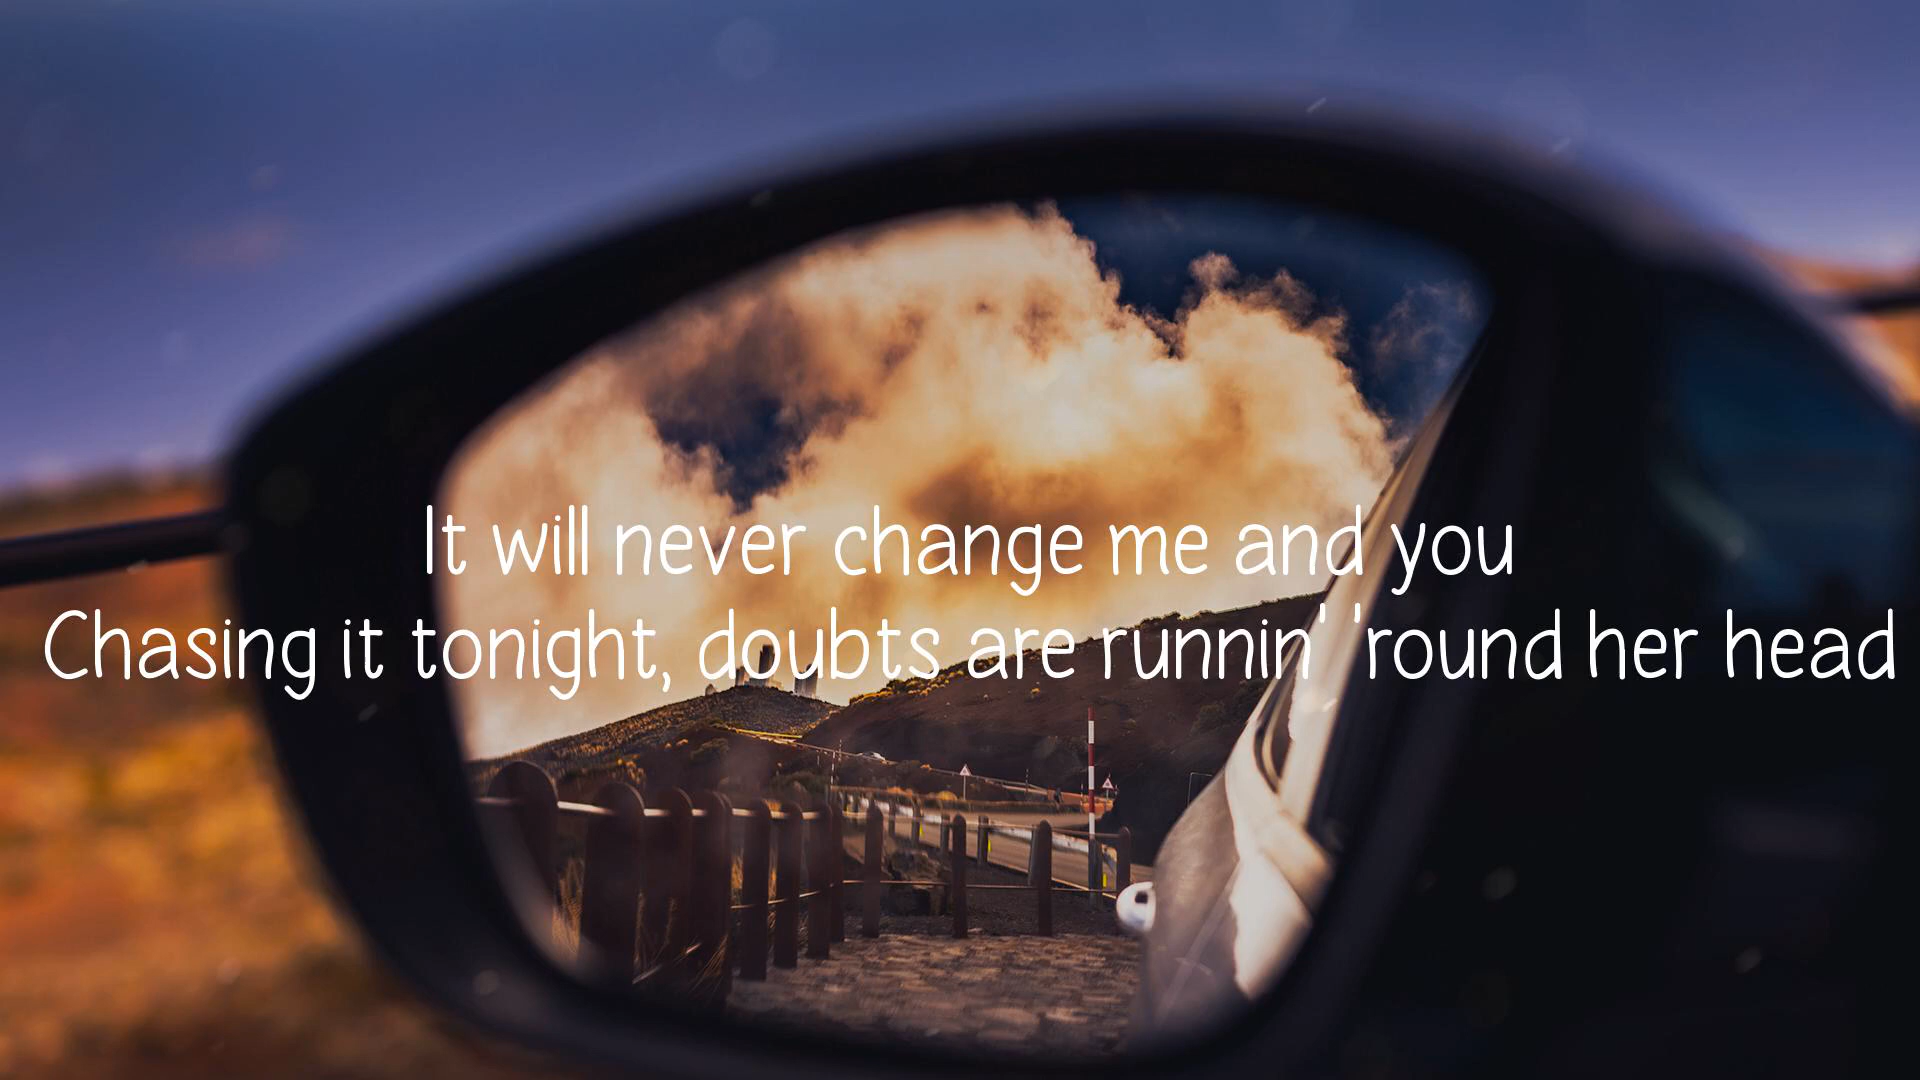 It will never change me and you
Chasing it tonight, doubts are runnin' 'round her head